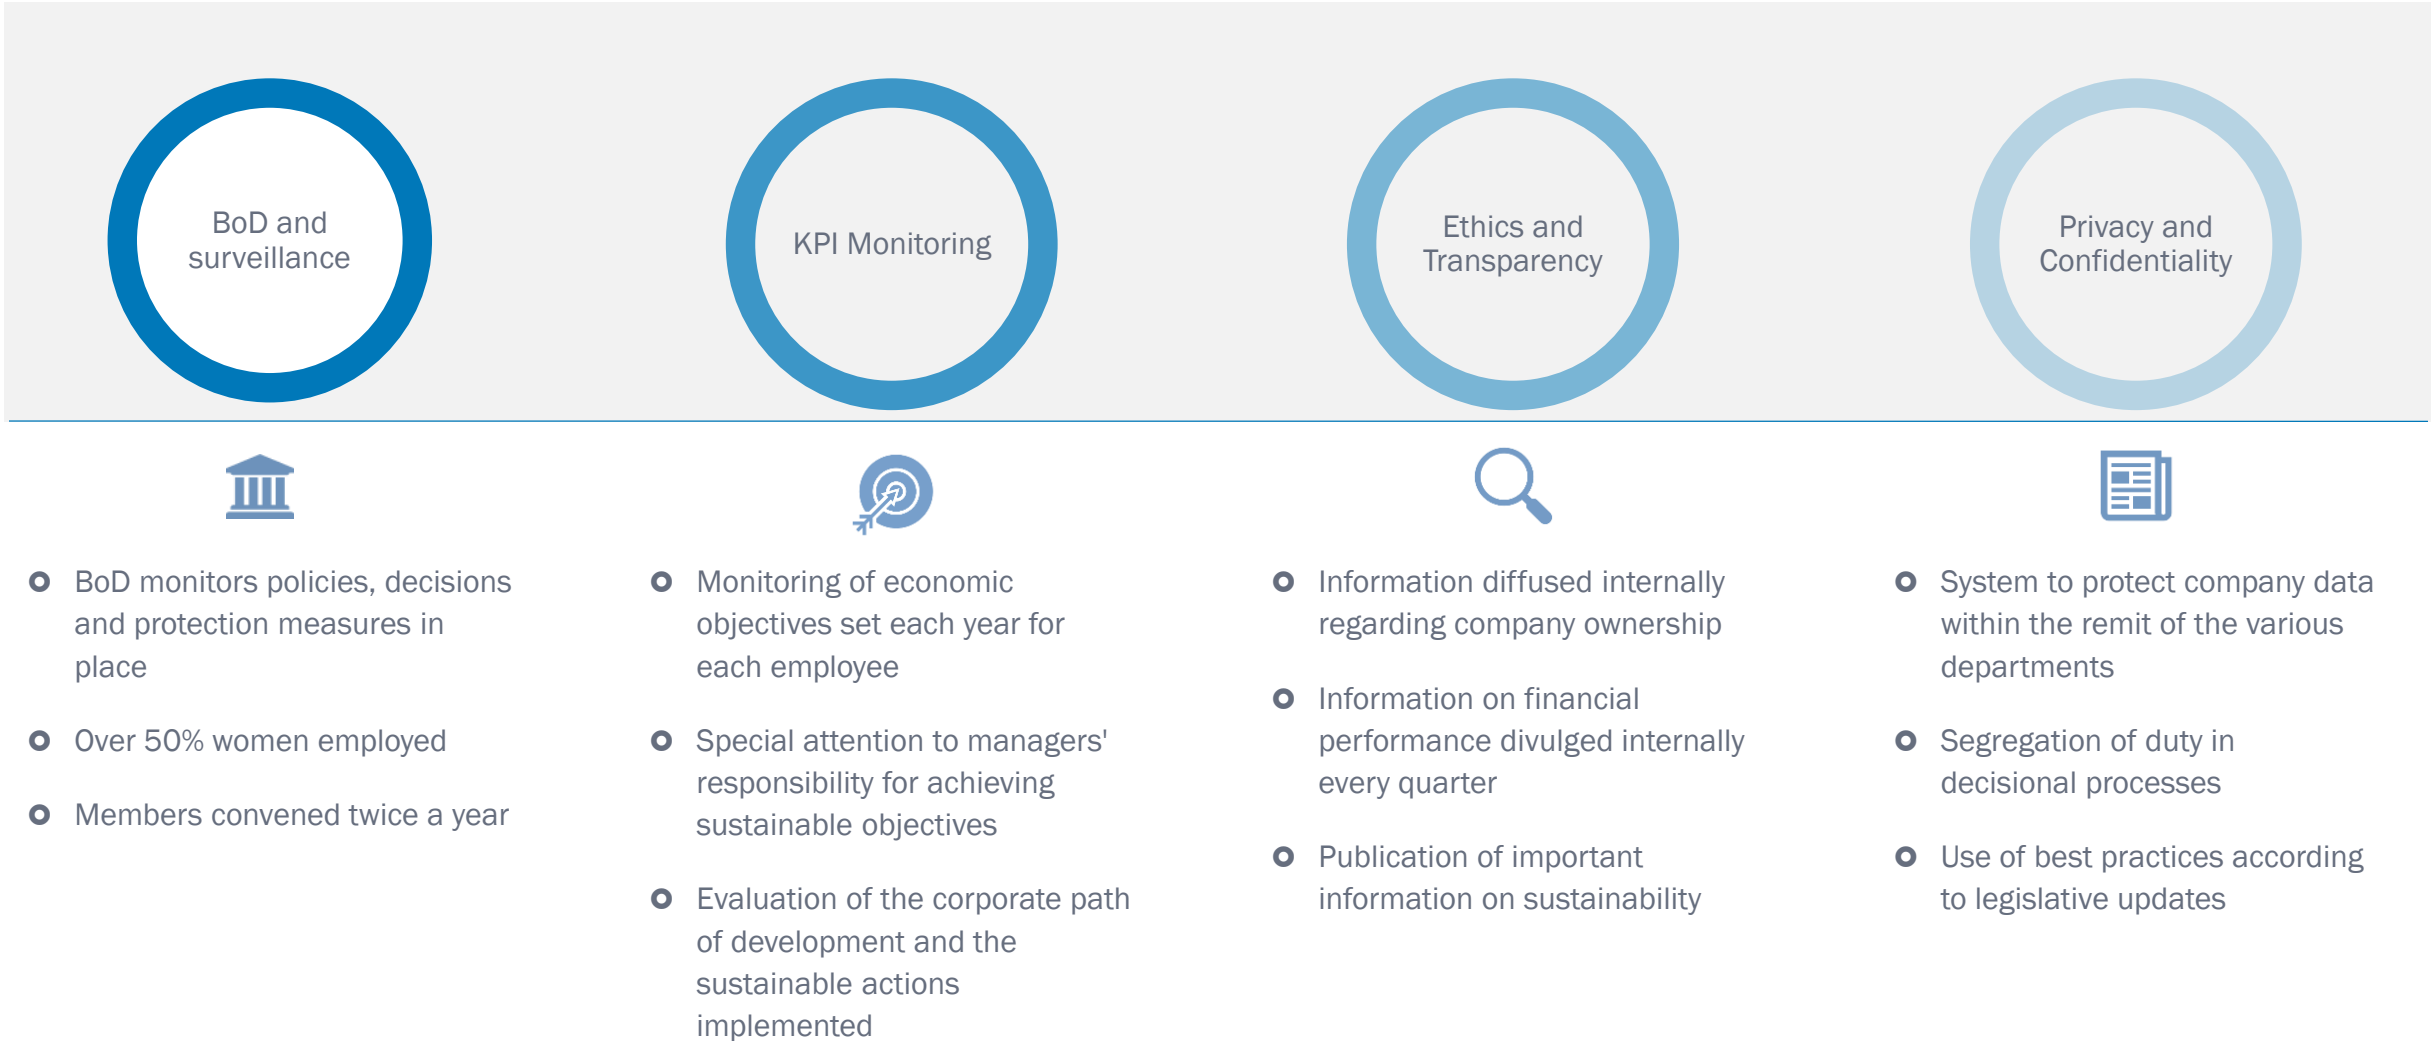 BoD and
surveillance
KPI Monitoring
Ethics and
Transparency
Privacy and
Confidentiality
BoD monitors policies, decisions
and protection measures in
place
Over 50% women employed
Members convened twice a year
Monitoring of economic
objectives set each year for
each employee
Special attention to managers'
responsibility for achieving
sustainable objectives
Evaluation of the corporate path
of development and the
sustainable actions
implemented
Information diffused internally
regarding company ownership
Information on financial
performance divulged internally
every quarter
Publication of important
information on sustainability
System to protect company data
within the remit of the various
departments
Segregation of duty in
decisional processes
Use of best practices according
to legislative updates